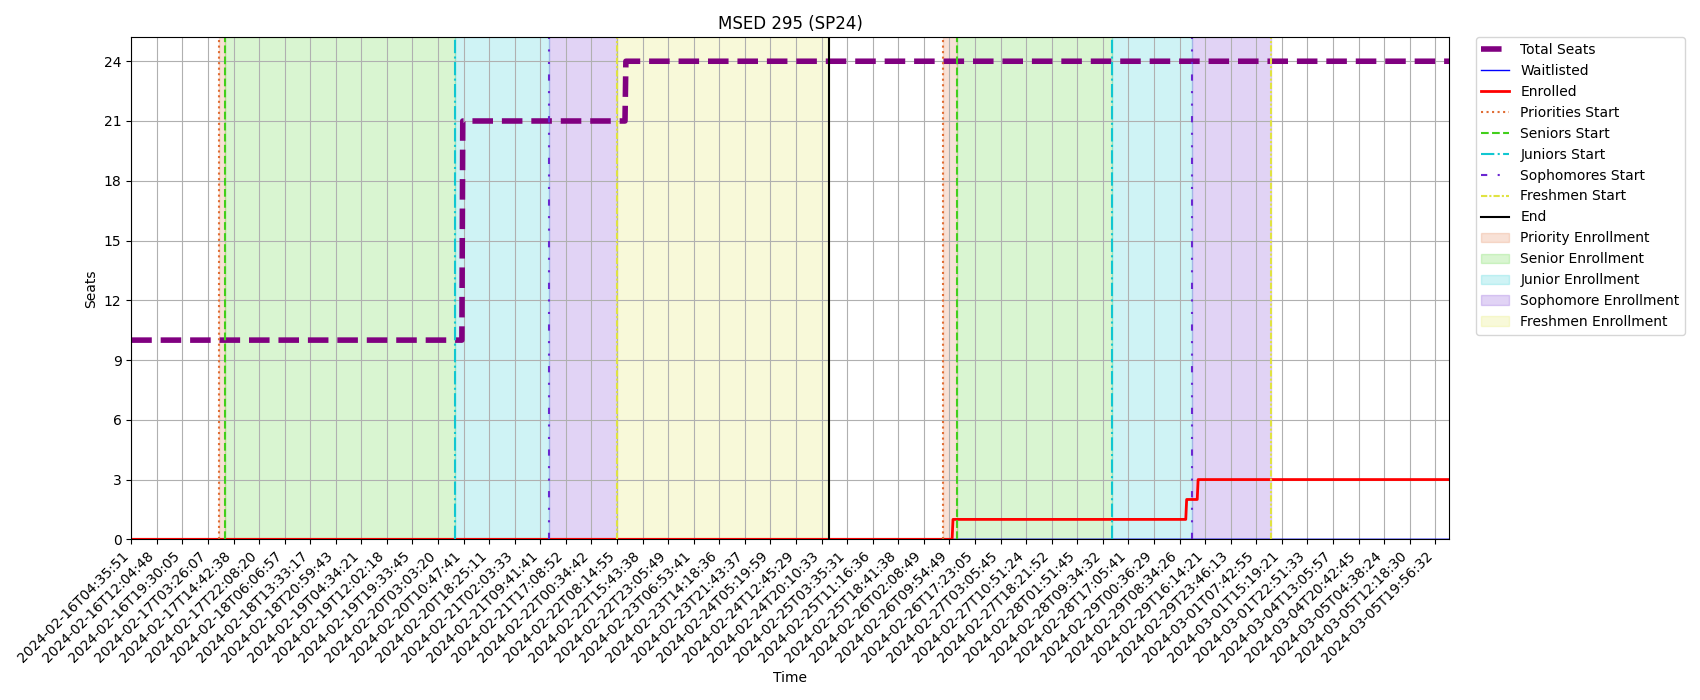 MSED 295 (SP24)
Seats
24
21
18
15
12
9
6
3
0
2024-02-16T04:35:51
2024-02-16T12:04:48
2024-02-16T19:30:05
2024-02-17T03:26:07
2024-02-17T14:42:38
2024-02-17T22:08:20
2024-02-18T06:06:57
2024-02-18T13:33:17
2024-02-18T20:59:43
2024-02-19T04:34:21
2024-02-19T12:02:18
2024-02-19T19:33:45
2024-02-20T03:03:20
2024-02-20T10:47:41
2024-02-20T18:25:11
2024-02-21T02:03:33
2024-02-21T09:41:41
2024-02-21T17:08:52
2024-02-22T00:34:42
2024-02-22T08:14:55
2024-02-22T15:43:38
2024-02-22T23:05:49
2024-02-23T06:53:41
2024-02-23T14:18:36
2024-02-23T21:43:37
2024-02-24T05:19:59
2024-02-24T12:45:29
2024-02-24T20:10:33
2024-02-25T03:35:31
2024-02-25T11:16:36
2024-02-25T18:41:38
2024-02-26T02:08:49
2024-02-26T09:54:49
2024-02-26T17:23:05
2024-02-27T03:05:45
2024-02-27T10:51:24
2024-02-27T18:21:52
2024-02-28T01:51:45
2024-02-28T09:34:32
2024-02-28T17:05:41
2024-02-29T00:36:29
2024-02-29T08:34:26
2024-02-29T16:14:21
2024-02-29T23:46:13
2024-03-01T07:42:55
2024-03-01T15:19:21
2024-03-01T22:51:33
2024-03-04T13:05:57
2024-03-04T20:42:45
2024-03-05T04:38:24
2024-03-05T12:18:30
2024-03-05T19:56:32
Time
Total Seats
Waitlisted
Enrolled
Priorities Start
Seniors Start
Juniors Start
Sophomores Start
Freshmen Start
End
Priority Enrollment
Senior Enrollment
Junior Enrollment
Sophomore Enrollment
Freshmen Enrollment